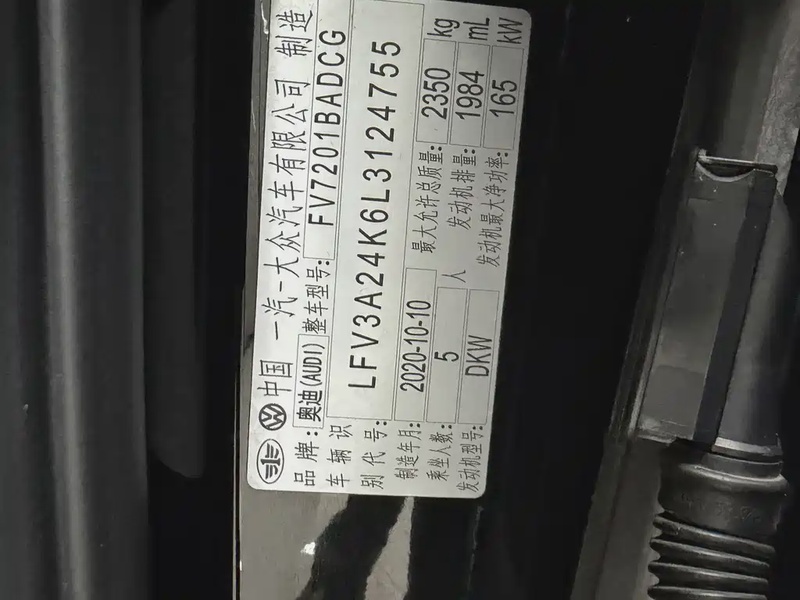 中国 一汽-大众汽车有限公司 制造
品牌: 奥迪(AUDI) 整车型号: FV7201BADCG
车辆识别代号: LFV3A24K6L3124755
制造年月: 2020-10-10 最大允许总质量: 2350 kg
乘坐人数: 5 人 发动机排量: 1984 mL
发动机型号: DKW 发动机最大净功率: 165 kW